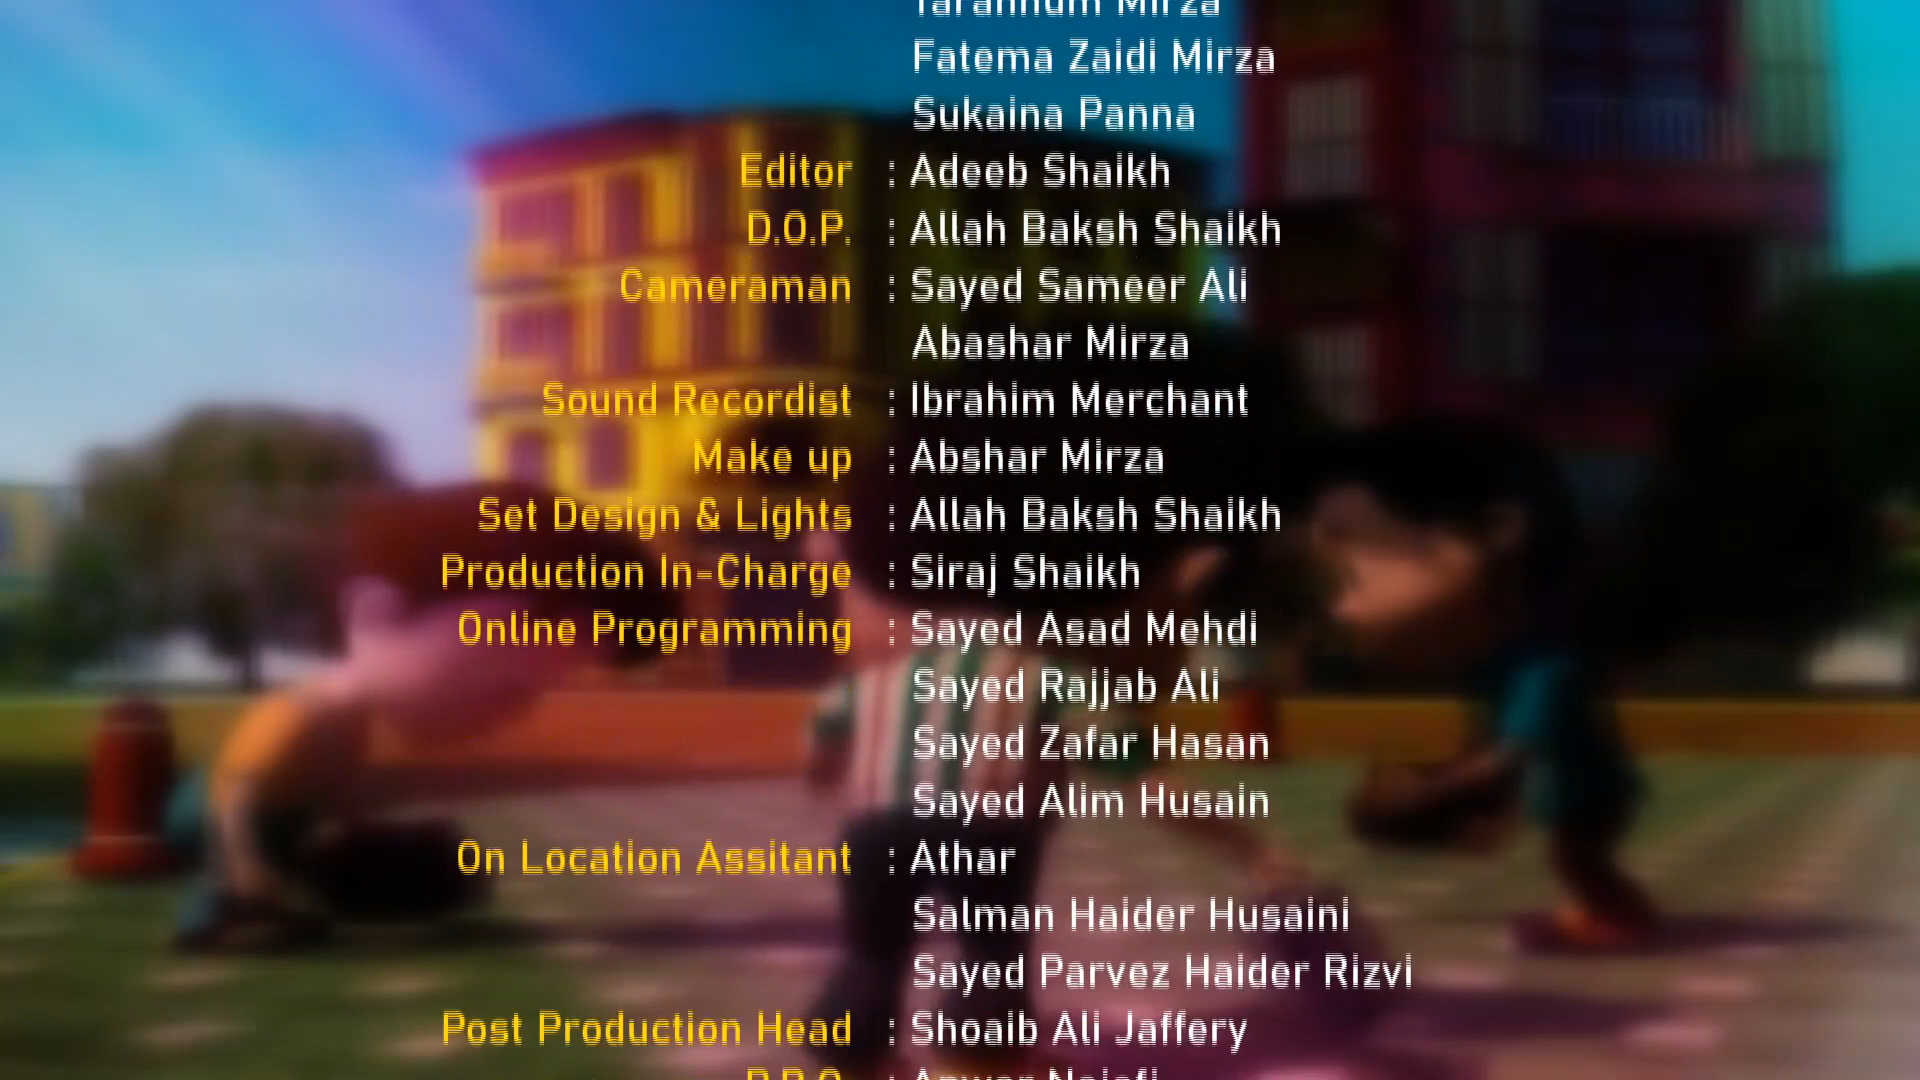 Tarannum Mirza
Fatema Zaidi Mirza
Sukaina Panna
Editor : Adeeb Shaikh
D.O.P. : Allah Baksh Shaikh
Cameraman : Sayed Sameer Ali
Abashar Mirza
Sound Recordist : Ibrahim Merchant
Make up : Abshar Mirza
Set Design & Lights : Allah Baksh Shaikh
Production In-Charge : Siraj Shaikh
Online Programming : Sayed Asad Mehdi
Sayed Rajjab Ali
Sayed Zafar Hasan
Sayed Alim Husain
On Location Assitant : Athar
Salman Haider Husaini
Sayed Parvez Haider Rizvi
Post Production Head : Shoaib Ali Jaffery